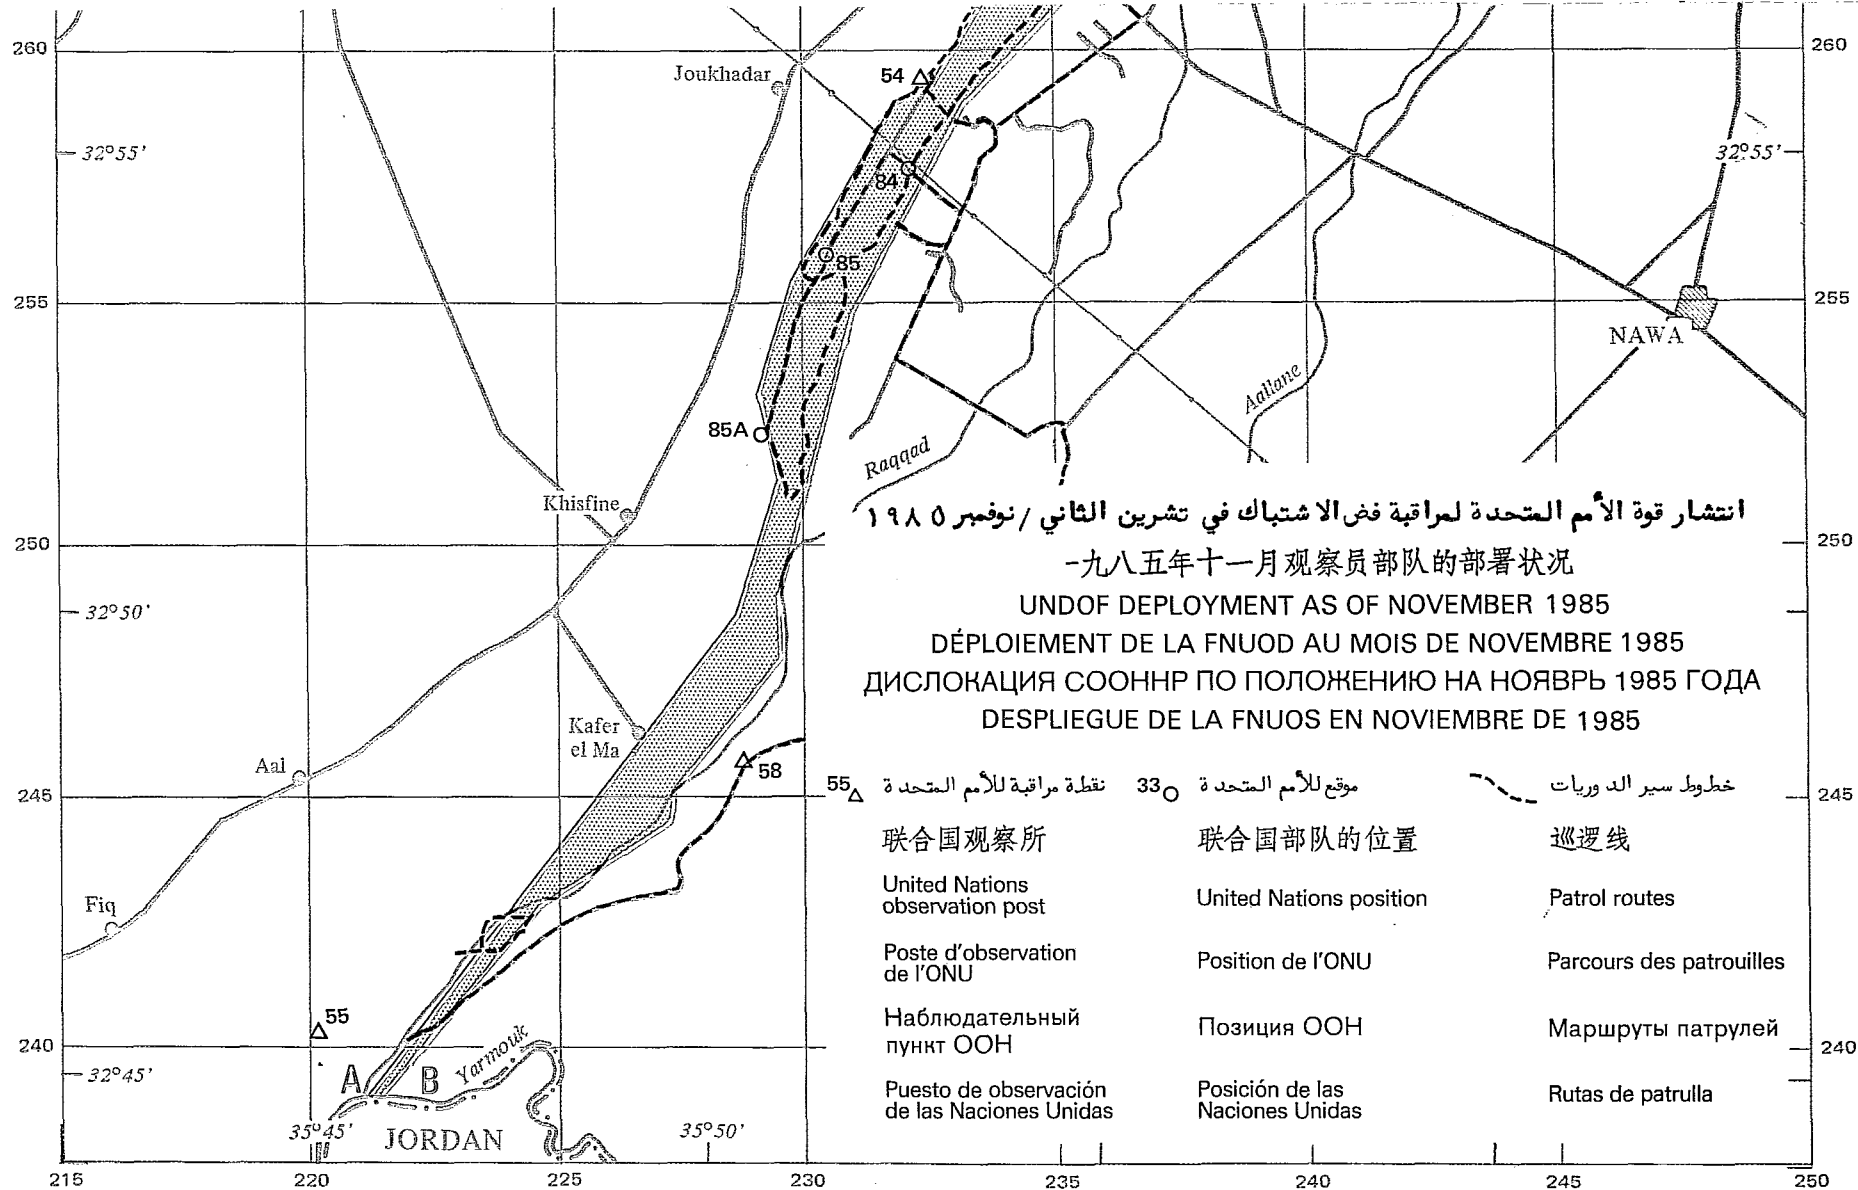 260
260
Joukhadar
54
32°55'
32°55'
84
85
255
255
NAWA
Aallane
85A
Raqqad
Khisfine
انتشار قوة الأمم المتحدة لمراقبة فض الاشتباك في تشرين الثاني / نوفمبر ١٩٨٥
250
250
一九八五年十一月观察员部队的部署状况
32°50'
UNDOF DEPLOYMENT AS OF NOVEMBER 1985
DÉPLOIEMENT DE LA FNUOD AU MOIS DE NOVEMBRE 1985
ДИСЛОКАЦИЯ СООННР ПО ПОЛОЖЕНИЮ НА НОЯВРЬ 1985 ГОДА
DESPLIEGUE DE LA FNUOS EN NOVIEMBRE DE 1985
Kafer
el Ma
Aal
58
245
245
55 نقطة مراقبة للأمم المتحدة
33 موقع للأمم المتحدة
خطوط سير الدوريات
联合国观察所
联合国部队的位置
巡逻线
United Nations
observation post
United Nations position
Patrol routes
Fiq
Poste d'observation
de l'ONU
Position de l'ONU
Parcours des patrouilles
55
Наблюдательный
пункт ООН
Позиция ООН
Маршруты патрулей
240
240
32°45'
A
B
Yarmouk
Puesto de observación
de las Naciones Unidas
Posición de las
Naciones Unidas
Rutas de patrulla
35°45'
JORDAN
35°50'
215
220
225
230
235
240
245
250